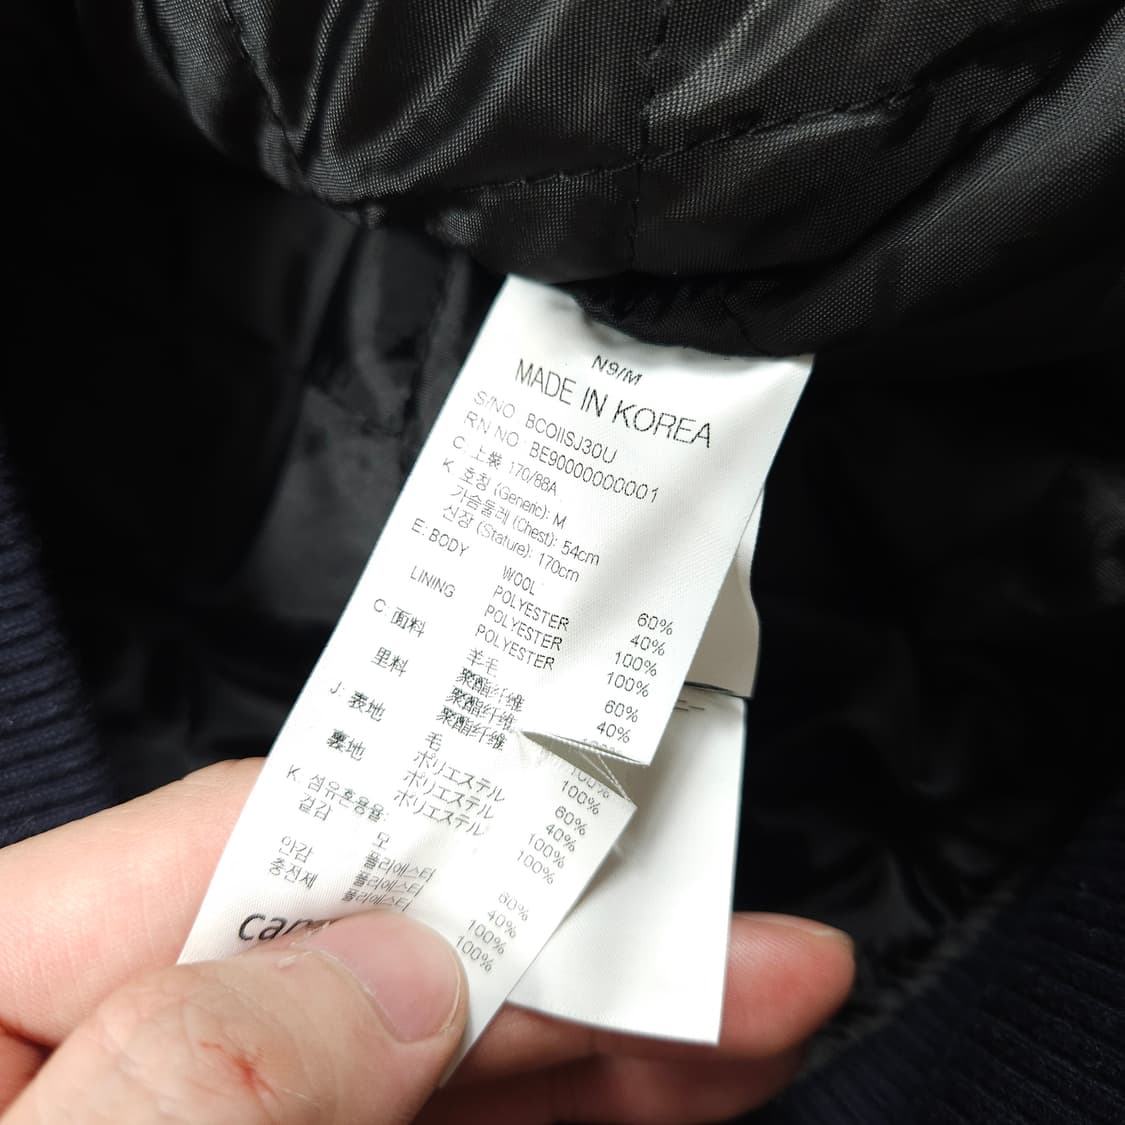 N9/M
MADE IN KOREA
S/NO BCOIISJ30U
RN NO BE90000000001
C: 上裝 170/88A
K: 호칭 (Generic): M
가슴둘레 (Chest): 54cm
신장 (Stature): 170cm
E: BODY WOOL 60%
POLYESTER 40%
LINING POLYESTER 100%
POLYESTER 100%
C: 面料 羊毛 60%
聚酯纤维 40%
里料 聚酯纤维
聚酯纤维 100%
J: 表地 毛 60%
ポリエステル 40%
裏地 ポリエステル 100%
ポリエステル 100%
K: 섬유혼용율:
겉감 모 60%
폴리에스터 40%
안감 폴리에스터 100%
충전재 폴리에스터 100%